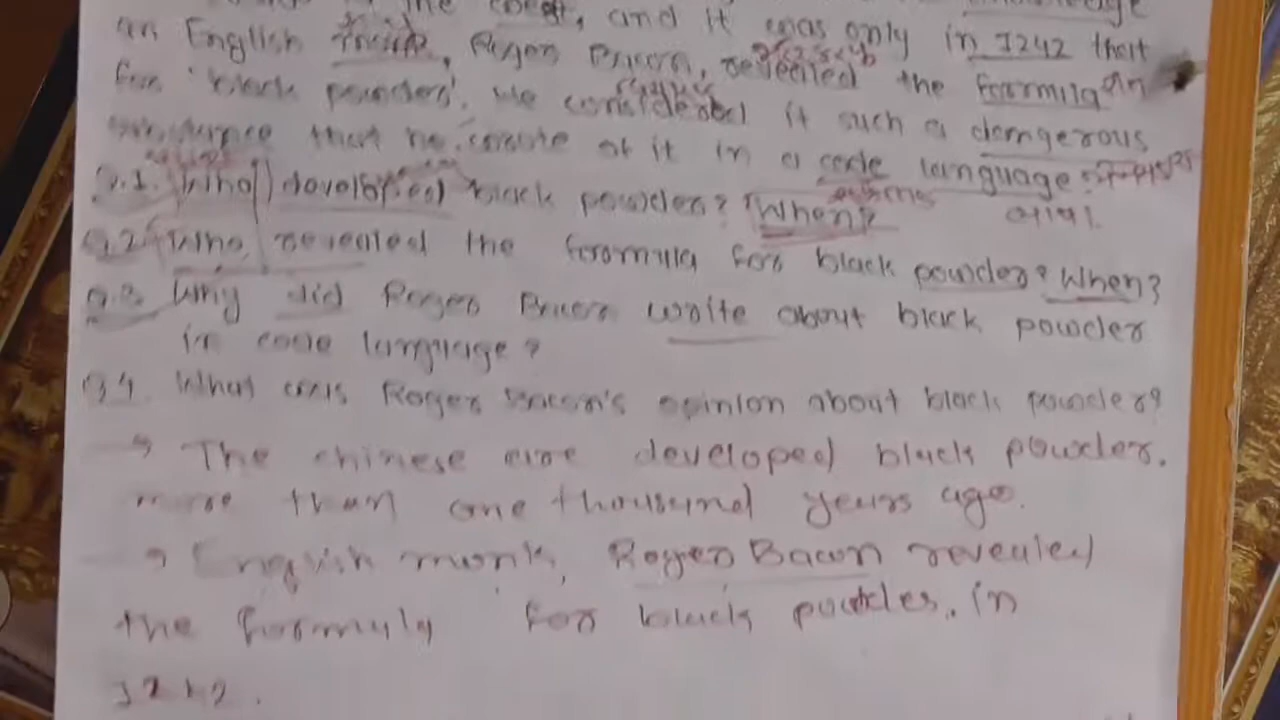 the west, and it was only in 1242 that
an English monk, Roger Bacon, revealed the formula
for 'black powder'. He considered it such a dangerous
substance that he wrote of it in a code language.
Q.1. Who developed black powder? When?
Q.2. Who revealed the formula for black powder? When?
Q.3. Why did Roger Bacon write about black powder
in code language?
Q4. What was Roger Bacon's opinion about black powder?
→ The chinese are developed black powder.
more than one thousand years ago.
→ English monk, Roger Bacon revealed
the formula for black powder. in
1242.